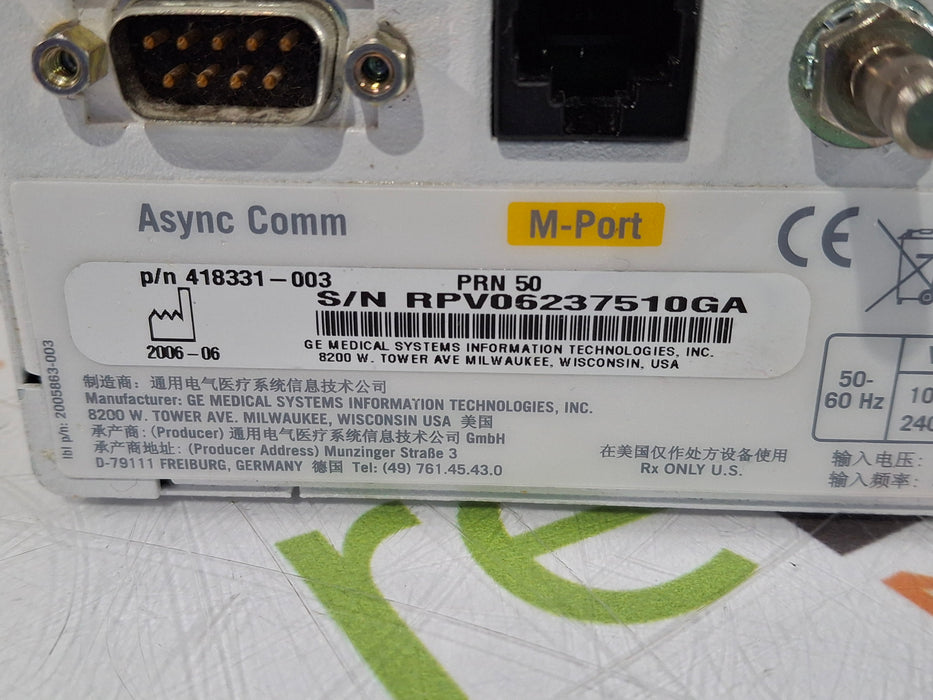 Async Comm
M-Port
CE
p/n 418331-003
PRN 50
S/N RPV06237510GA
2006-06
GE MEDICAL SYSTEMS INFORMATION TECHNOLOGIES, INC.
8200 W. TOWER AVE MILWAUKEE, WISCONSIN, USA
lbl p/n: 2005863-003
制造商: 通用电气医疗系统信息技术公司
Manufacturer: GE MEDICAL SYSTEMS INFORMATION TECHNOLOGIES, INC.
8200 W. TOWER AVE. MILWAUKEE, WISCONSIN USA 美国
承产商: (Producer) 通用电气医疗系统信息技术公司 GmbH
承产商地址: (Producer Address) Munzinger Straße 3
D-79111 FREIBURG, GERMANY 德国 Tel: (49) 761.45.43.0
在美国仅作处方设备使用
Rx ONLY U.S.
50-
60 Hz
输入电压:
输入频率:
re